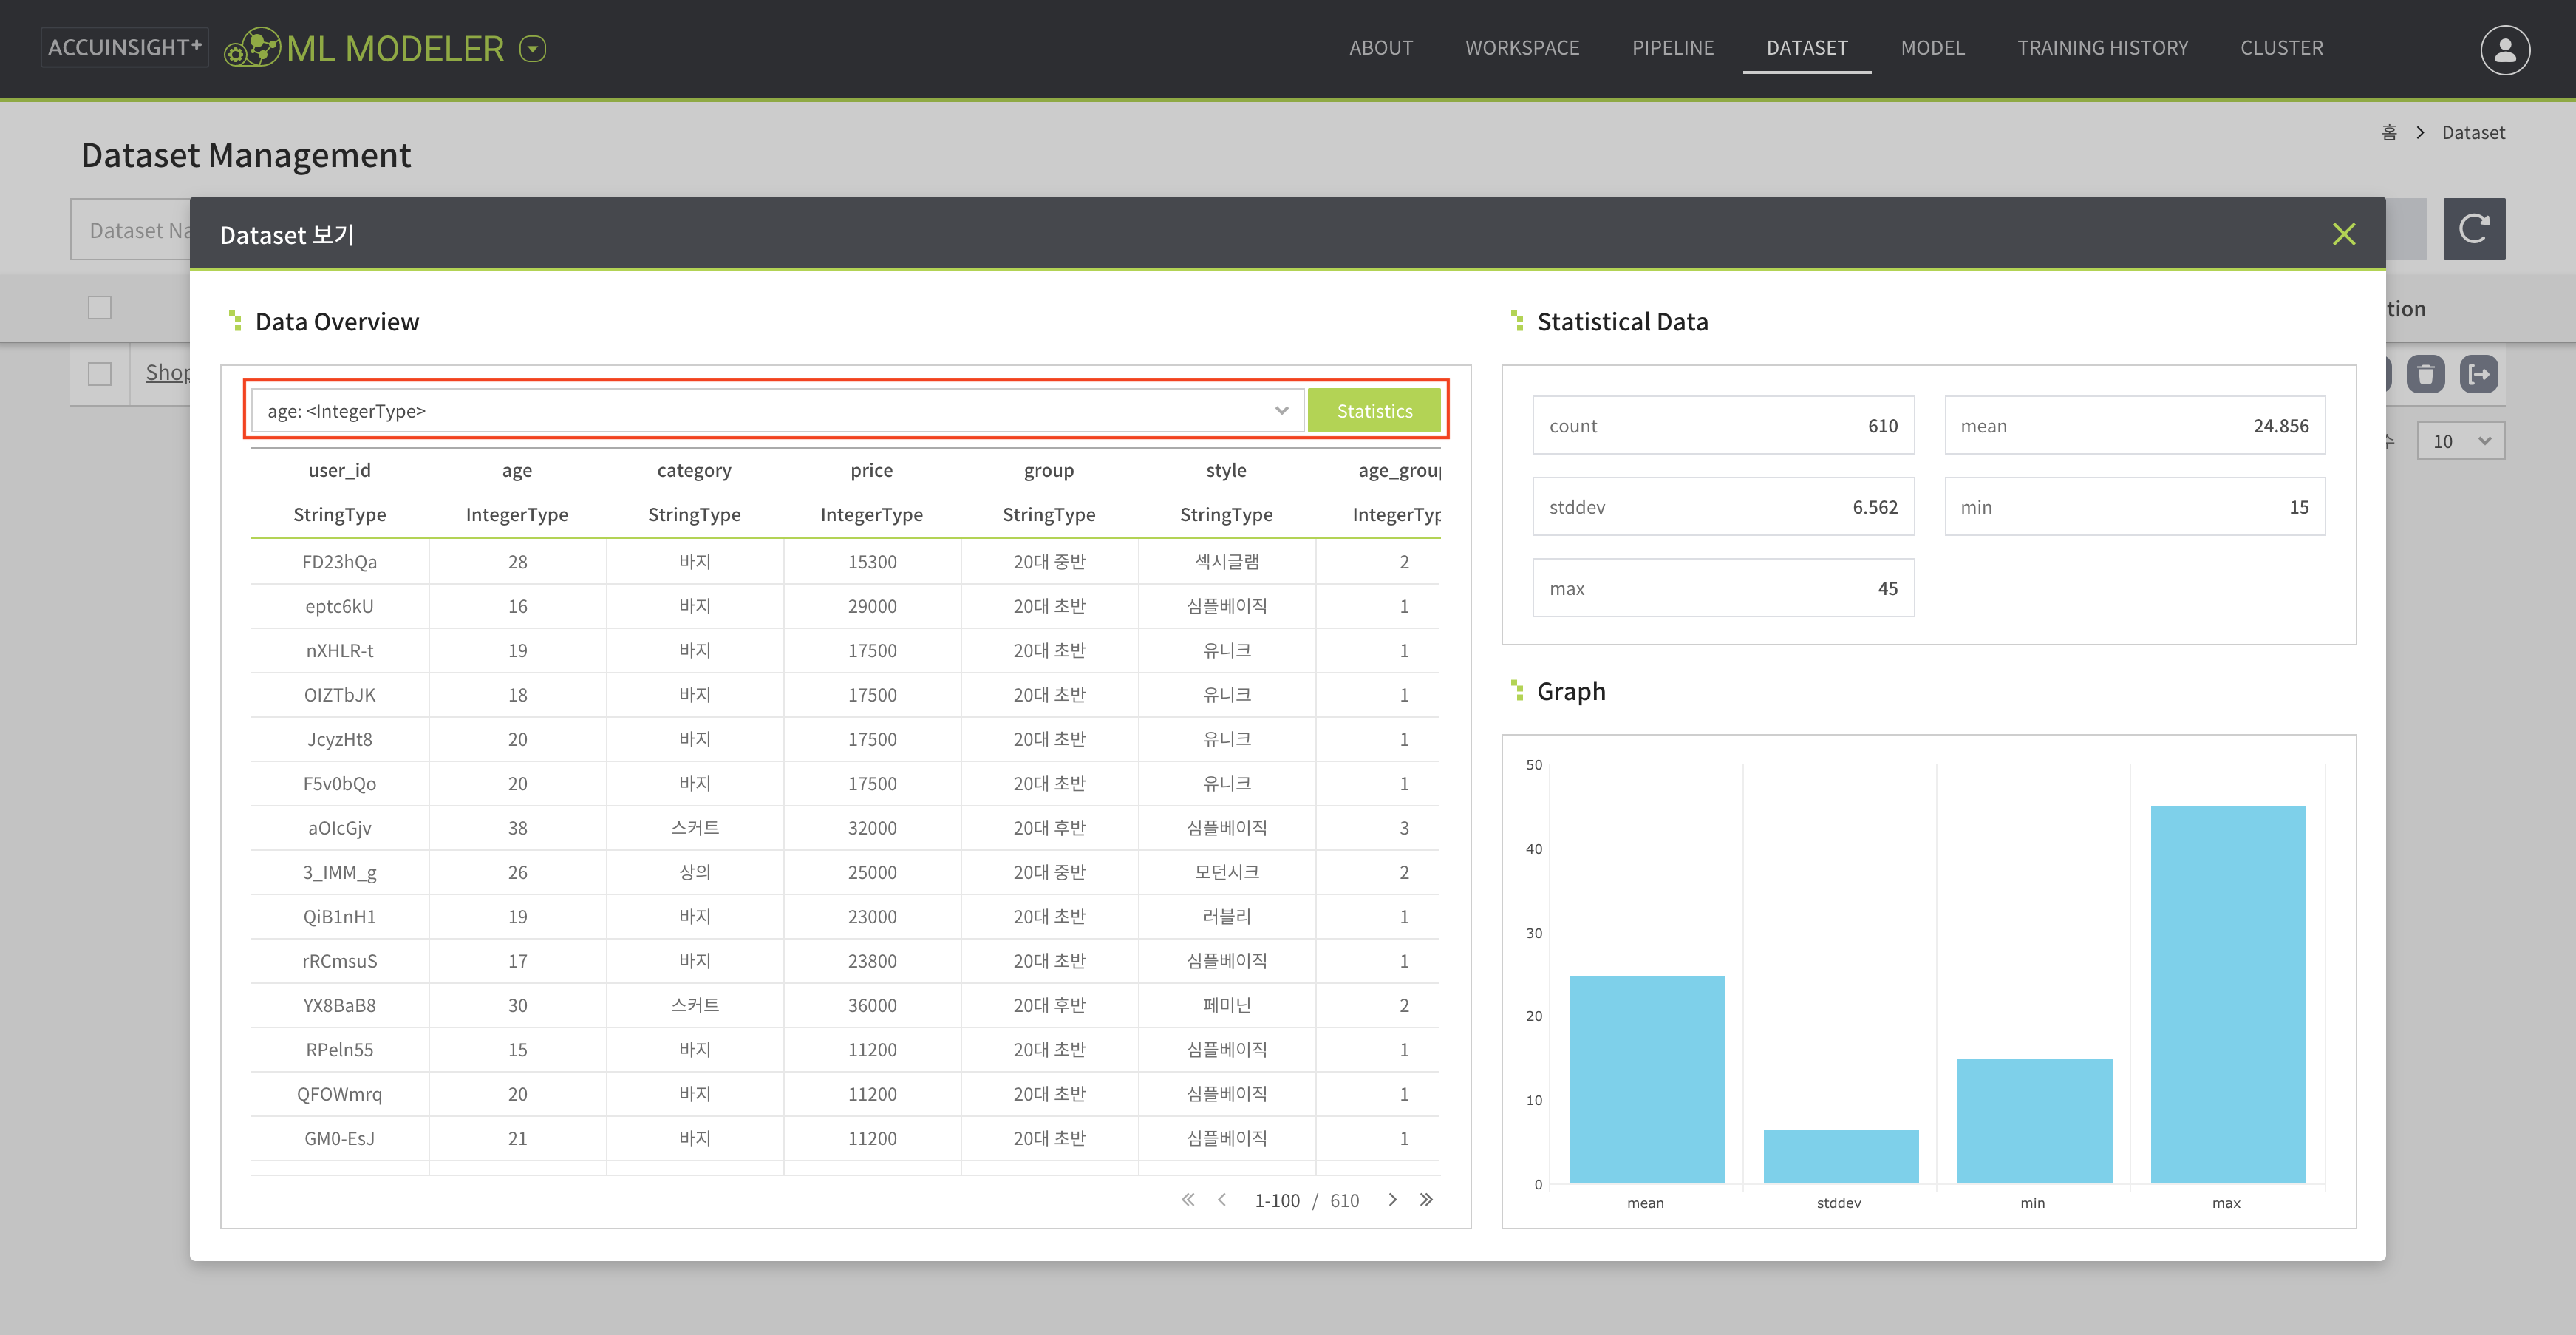 ACCUINSIGHT+ ML MODELER ABOUT WORKSPACE PIPELINE DATASET MODEL TRAINING HISTORY CLUSTER
홈 > Dataset
Dataset Management
Dataset
Dataset 보기
Data Overview
age: <IntegerType> Statistics
user_id age category price group style
StringType IntegerType StringType IntegerType StringType StringType
FD23hQa 28 바지 15300 20대 중반 섹시글램 2
eptc6kU 16 바지 29000 20대 초반 심플베이직 1
nXHLR-t 19 바지 17500 20대 초반 유니크 1
OIZTbJK 18 바지 17500 20대 초반 유니크 1
JcyzHt8 20 바지 17500 20대 초반 유니크 1
F5v0bQo 20 바지 17500 20대 초반 유니크 1
aOIcGjv 38 스커트 32000 20대 후반 심플베이직 3
3_IMM_g 26 상의 25000 20대 중반 모던시크 2
QiB1nH1 19 바지 23000 20대 초반 러블리 1
rRCmsuS 17 바지 23800 20대 초반 심플베이직 1
YX8BaB8 30 스커트 36000 20대 후반 페미닌 2
RPeln55 15 바지 11200 20대 초반 심플베이직 1
QFOWmrq 20 바지 11200 20대 초반 심플베이직 1
GM0-EsJ 21 바지 11200 20대 초반 심플베이직 1
1-100 / 610
Statistical Data
count 610 mean 24.856
stddev 6.562 min 15
max 45
Graph
50
40
30
20
10
0
mean stddev min max
Shop
tion
수 10